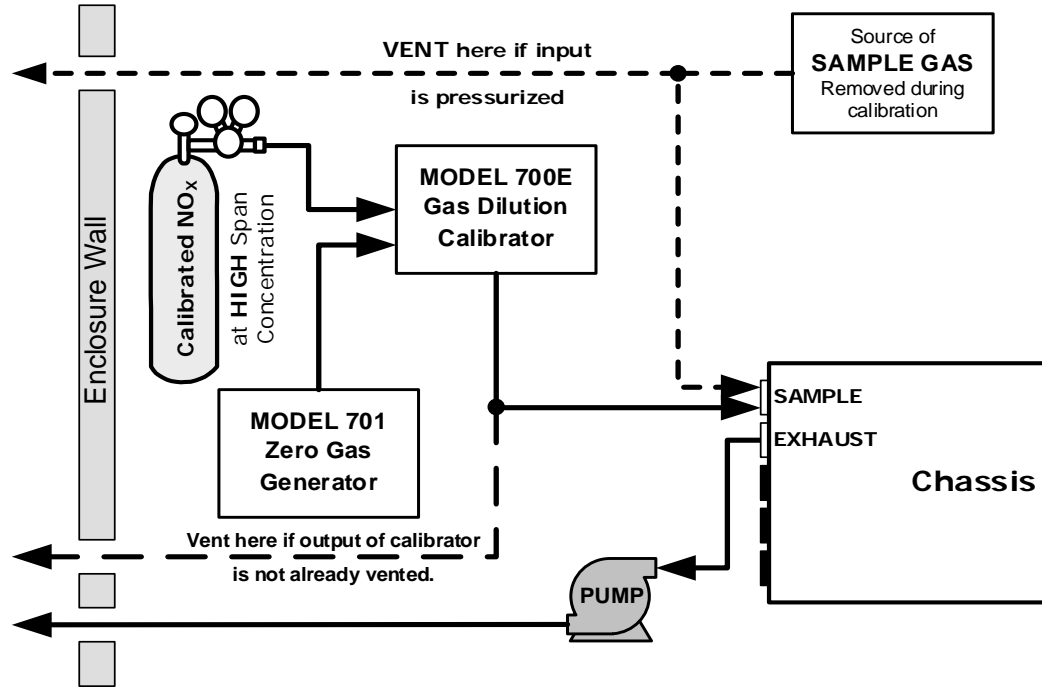 VENT here if input
is pressurized
Source of
SAMPLE GAS
Removed during
calibration
Enclosure Wall
Calibrated NOX
at HIGH Span
Concentration
MODEL 700E
Gas Dilution
Calibrator
MODEL 701
Zero Gas
Generator
SAMPLE
EXHAUST
Chassis
Vent here if output of calibrator
is not already vented.
PUMP